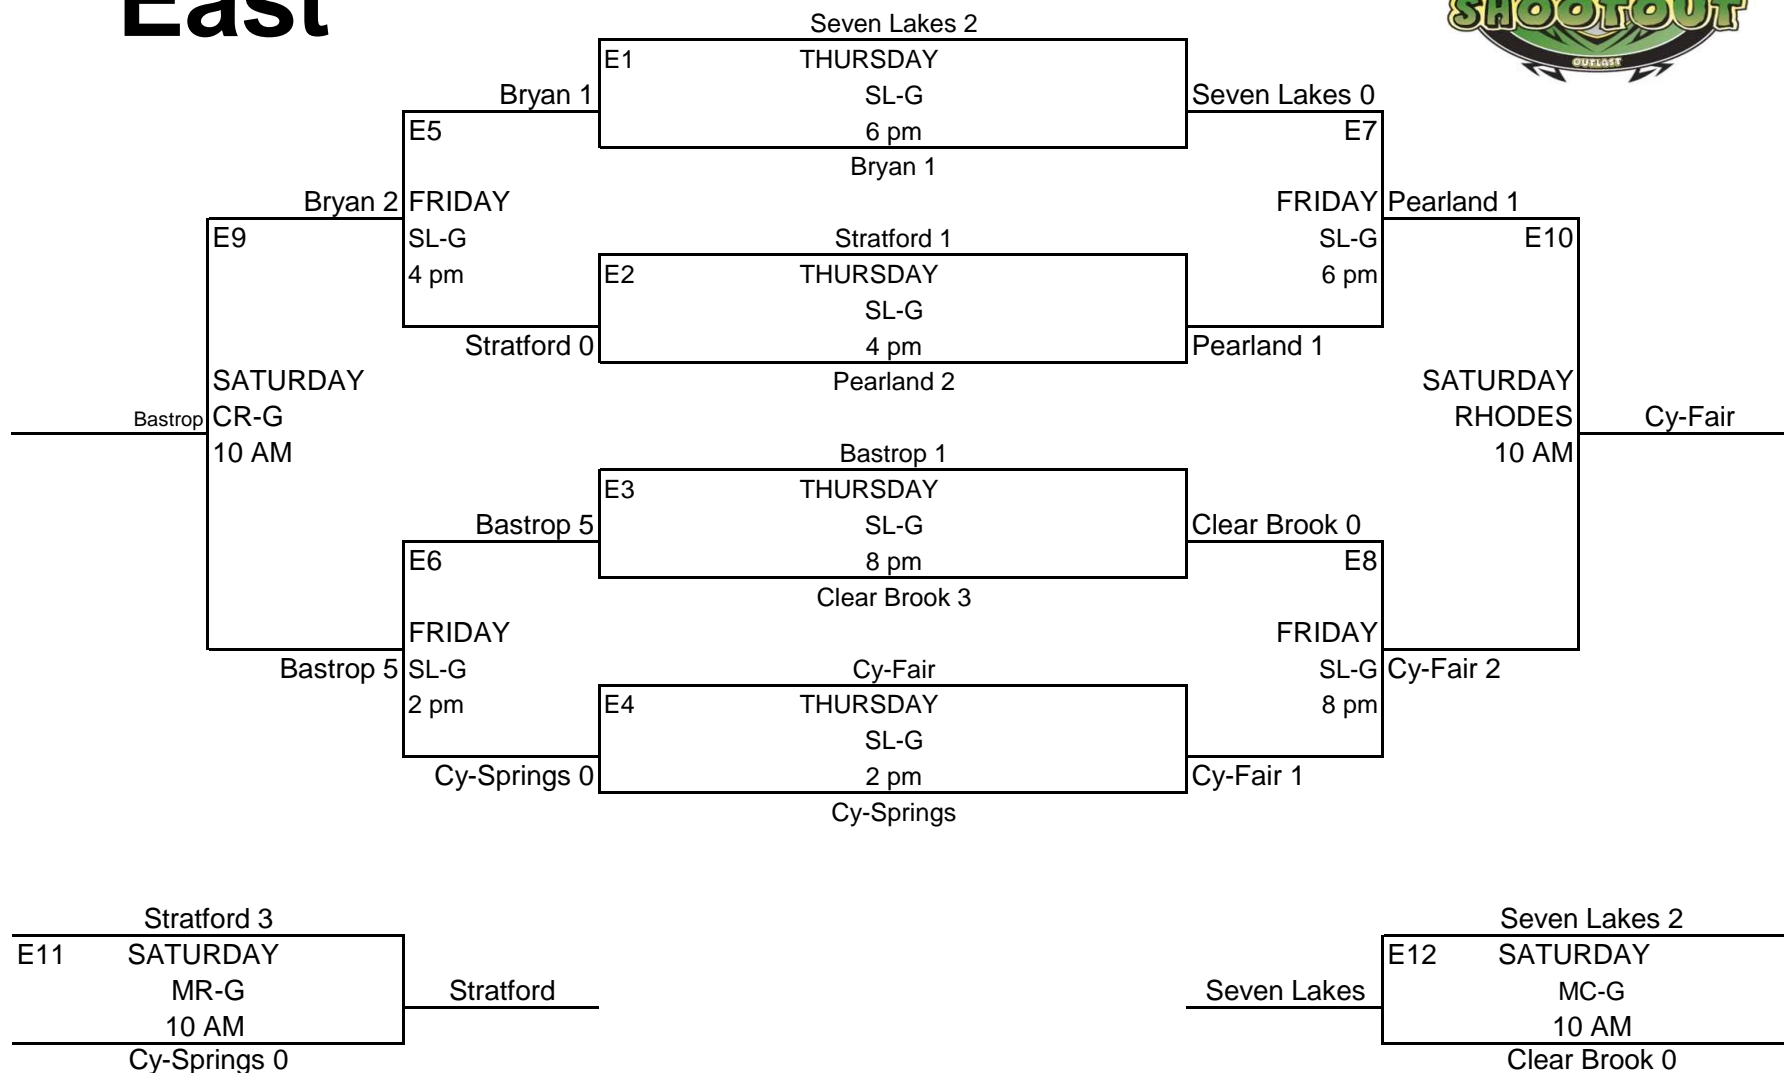 East
SHOOTOUT
OUTLAST
Seven Lakes 2
E1 THURSDAY
SL-G
6 pm
Bryan 1
Bryan 1
Seven Lakes 0
E5
E7
Bryan 2
FRIDAY
SL-G
4 pm
FRIDAY
SL-G
6 pm
Pearland 1
E9
E10
Stratford 1
E2 THURSDAY
SL-G
4 pm
Pearland 2
Stratford 0
Pearland 1
SATURDAY
CR-G
10 AM
Bastrop
SATURDAY
RHODES
10 AM
Cy-Fair
Bastrop 1
E3 THURSDAY
SL-G
8 pm
Clear Brook 3
Bastrop 5
Clear Brook 0
E6
E8
FRIDAY
SL-G
2 pm
Bastrop 5
FRIDAY
SL-G
8 pm
Cy-Fair 2
Cy-Fair
E4 THURSDAY
SL-G
2 pm
Cy-Springs
Cy-Springs 0
Cy-Fair 1
Stratford 3
E11 SATURDAY
MR-G
10 AM
Cy-Springs 0
Stratford
Seven Lakes 2
E12 SATURDAY
MC-G
10 AM
Clear Brook 0
Seven Lakes